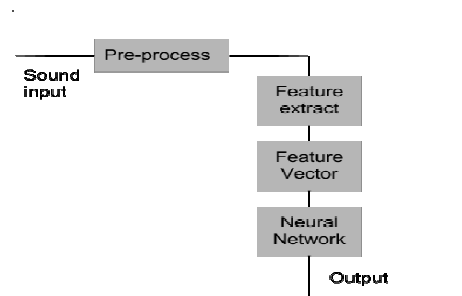 Pre-process
Sound
input
Feature
extract
Feature
Vector
Neural
Network
Output